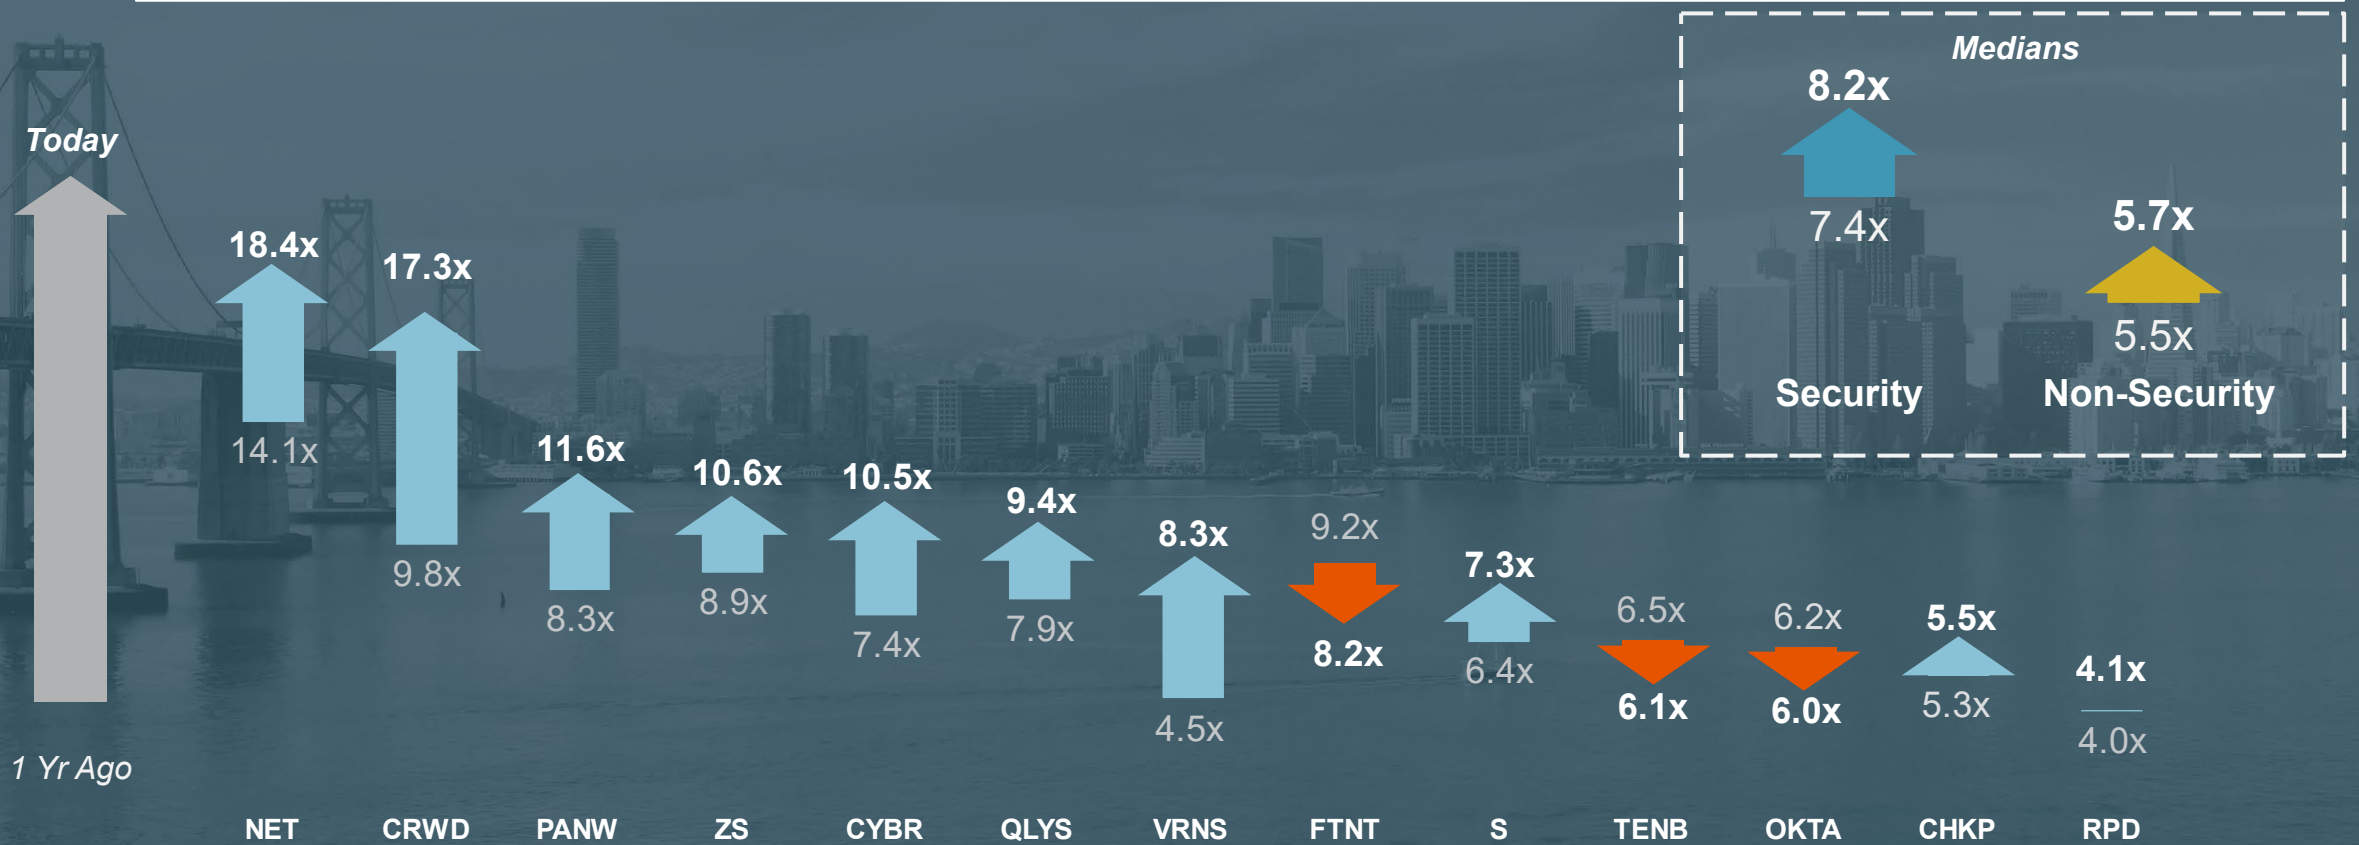 Medians
8.2x
7.4x
5.7x
5.5x
Security Non-Security
Today
1 Yr Ago
18.4x
14.1x
17.3x
9.8x
11.6x
8.3x
10.6x
8.9x
10.5x
7.4x
9.4x
7.9x
8.3x
4.5x
9.2x
8.2x
7.3x
6.4x
6.5x
6.1x
6.2x
6.0x
5.5x
5.3x
4.1x
4.0x
NET CRWD PANW ZS CYBR QLYS VRNS FTNT S TENB OKTA CHKP RPD